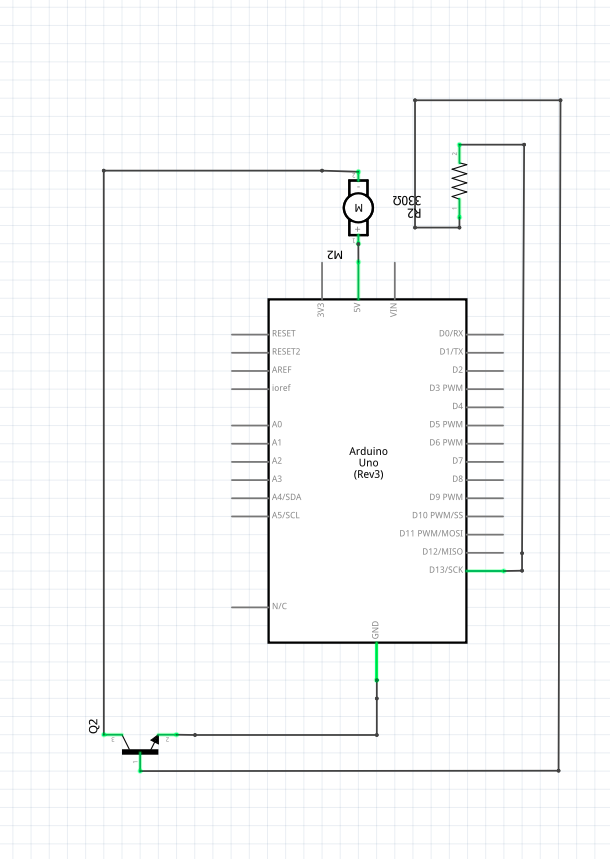 330Ω
R2
M
+
M2
3V3
5V
VIN
RESET
RESET2
AREF
ioref
A0
A1
A2
A3
A4/SDA
A5/SCL
N/C
Arduino
Uno
(Rev3)
D0/RX
D1/TX
D2
D3 PWM
D4
D5 PWM
D6 PWM
D7
D8
D9 PWM
D10 PWM/SS
D11 PWM/MOSI
D12/MISO
D13/SCK
GND
Q2